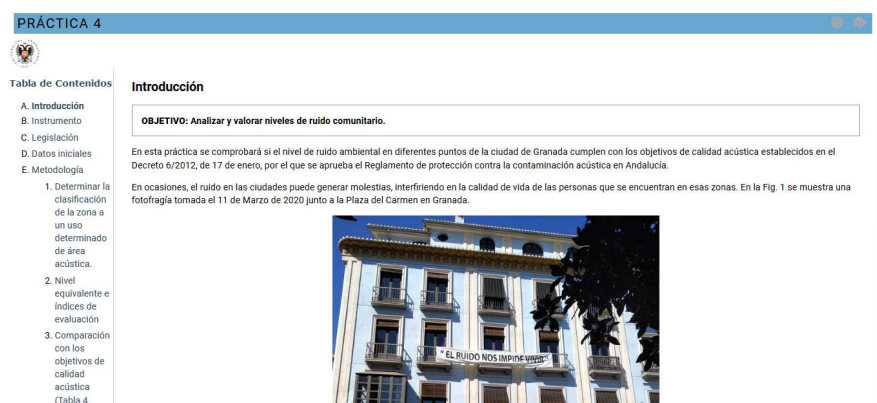 PRÁCTICA 4
Tabla de Contenidos
A. Introducción
B. Instrumento
C. Legislación
D. Datos iniciales
E. Metodología
1. Determinar la
clasificación
de la zona a
un uso
determinado
de área
acústica.
2. Nivel
equivalente e
índices de
evaluación
3. Comparación
con los
objetivos de
calidad
acústica
(Tabla 4
Introducción
OBJETIVO: Analizar y valorar niveles de ruido comunitario.
En esta práctica se comprobará si el nivel de ruido ambiental en diferentes puntos de la ciudad de Granada cumplen con los objetivos de calidad acústica establecidos en el
Decreto 6/2012, de 17 de enero, por el que se aprueba el Reglamento de protección contra la contaminación acústica en Andalucía.
En ocasiones, el ruido en las ciudades puede generar molestias, interfiriendo en la calidad de vida de las personas que se encuentran en esas zonas. En la Fig. 1 se muestra una
fotofragía tomada el 11 de Marzo de 2020 junto a la Plaza del Carmen en Granada.
" EL RUIDO NOS IMPIDE VIVIR "